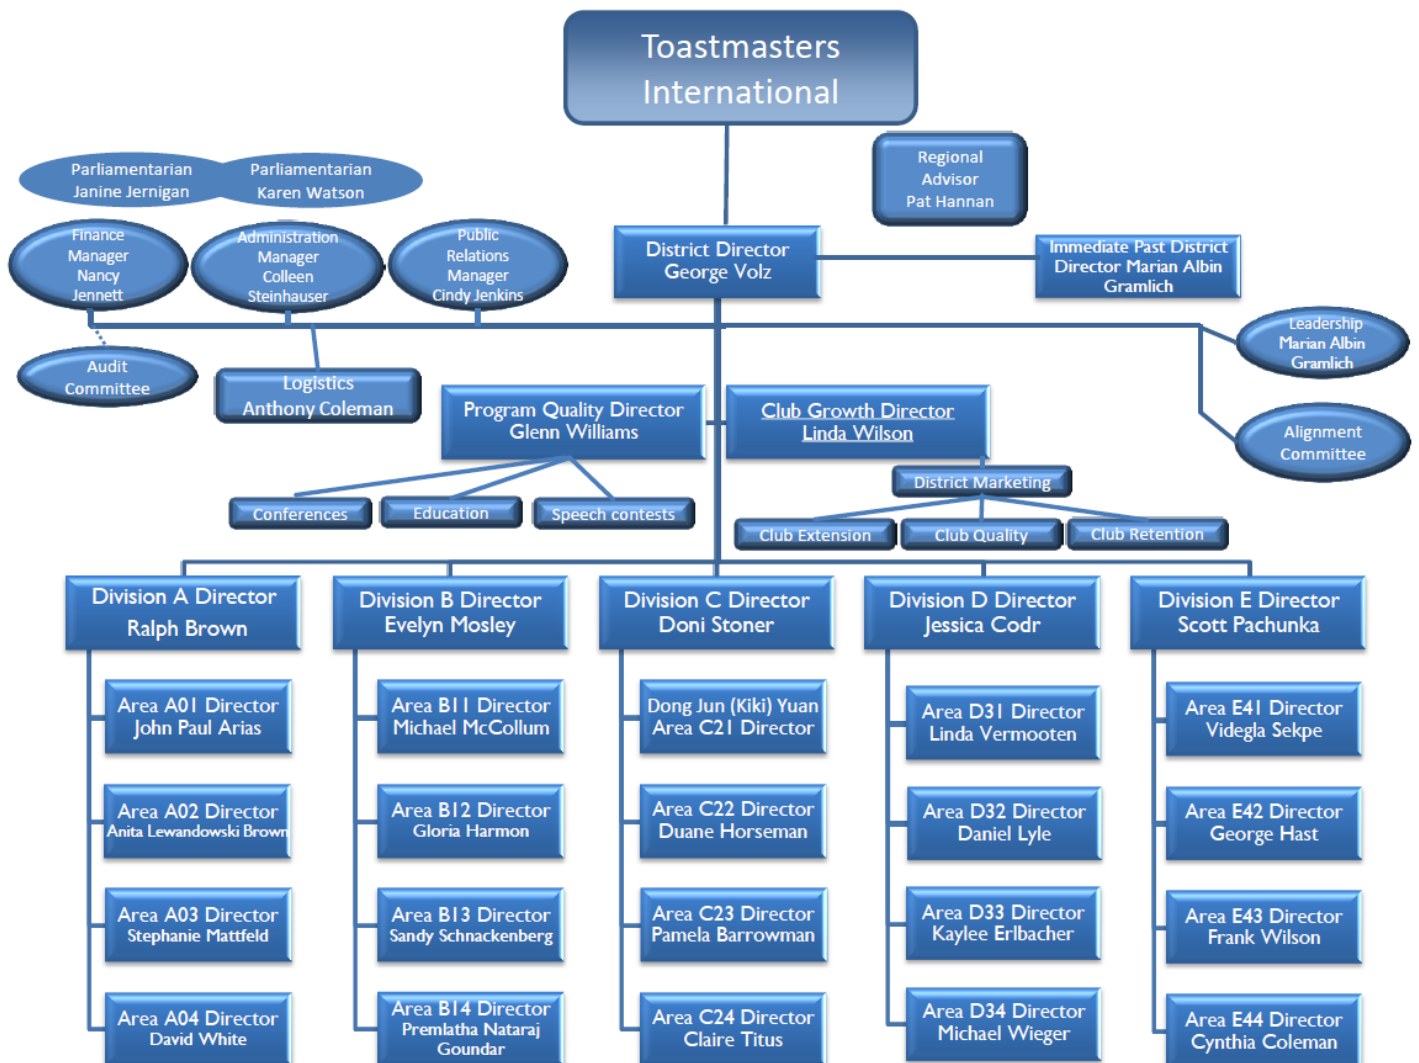 Toastmasters
International
Regional
Advisor
Pat Hannan
Parliamentarian
Janine Jernigan
Parliamentarian
Karen Watson
Finance
Manager
Nancy
Jennett
Administration
Manager
Colleen
Steinhauser
Public
Relations
Manager
Cindy Jenkins
District Director
George Volz
Immediate Past District
Director Marian Albin
Gramlich
Audit
Committee
Logistics
Anthony Coleman
Leadership
Marian Albin
Gramlich
Alignment
Committee
Program Quality Director
Glenn Williams
Club Growth Director
Linda Wilson
Conferences
Education
Speech contests
District Marketing
Club Extension
Club Quality
Club Retention
Division A Director
Ralph Brown
Division B Director
Evelyn Mosley
Division C Director
Doni Stoner
Division D Director
Jessica Codr
Division E Director
Scott Pachunka
Area A01 Director
John Paul Arias
Area A02 Director
Anita Lewandowski Brown
Area A03 Director
Stephanie Mattfeld
Area A04 Director
David White
Area B11 Director
Michael McCollum
Area B12 Director
Gloria Harmon
Area B13 Director
Sandy Schnackenberg
Area B14 Director
Premlatha Nataraj
Goundar
Dong Jun (Kiki) Yuan
Area C21 Director
Area C22 Director
Duane Horseman
Area C23 Director
Pamela Barrowman
Area C24 Director
Claire Titus
Area D31 Director
Linda Vermooten
Area D32 Director
Daniel Lyle
Area D33 Director
Kaylee Erlbacher
Area D34 Director
Michael Wieger
Area E41 Director
Videgla Sekpe
Area E42 Director
George Hast
Area E43 Director
Frank Wilson
Area E44 Director
Cynthia Coleman